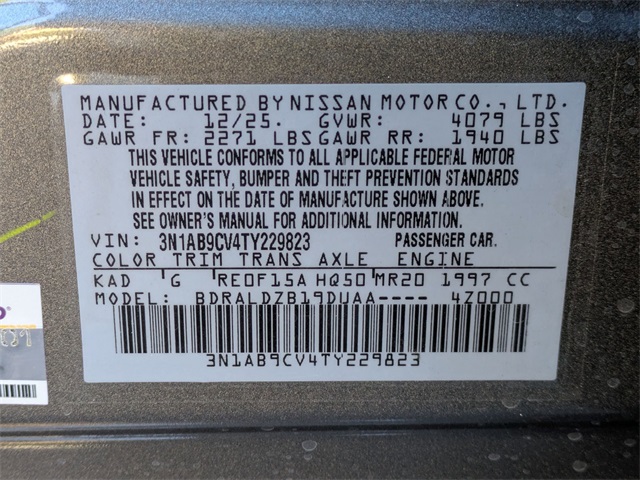 MANUFACTURED BY NISSAN MOTOR CO., LTD.
DATE: 12/25. GVWR: 4079 LBS
GAWR FR: 2271 LBS GAWR RR: 1940 LBS
THIS VEHICLE CONFORMS TO ALL APPLICABLE FEDERAL MOTOR
VEHICLE SAFETY, BUMPER AND THEFT PREVENTION STANDARDS
IN EFFECT ON THE DATE OF MANUFACTURE SHOWN ABOVE.
SEE OWNER'S MANUAL FOR ADDITIONAL INFORMATION.
VIN: 3N1AB9CV4TY229823 PASSENGER CAR.
COLOR TRIM TRANS AXLE ENGINE
KAD G RE0F15A HQ50 MR20 1997 CC
MODEL: BDRALDZB19DUAA---- 4Z000
3N1AB9CV4TY229823